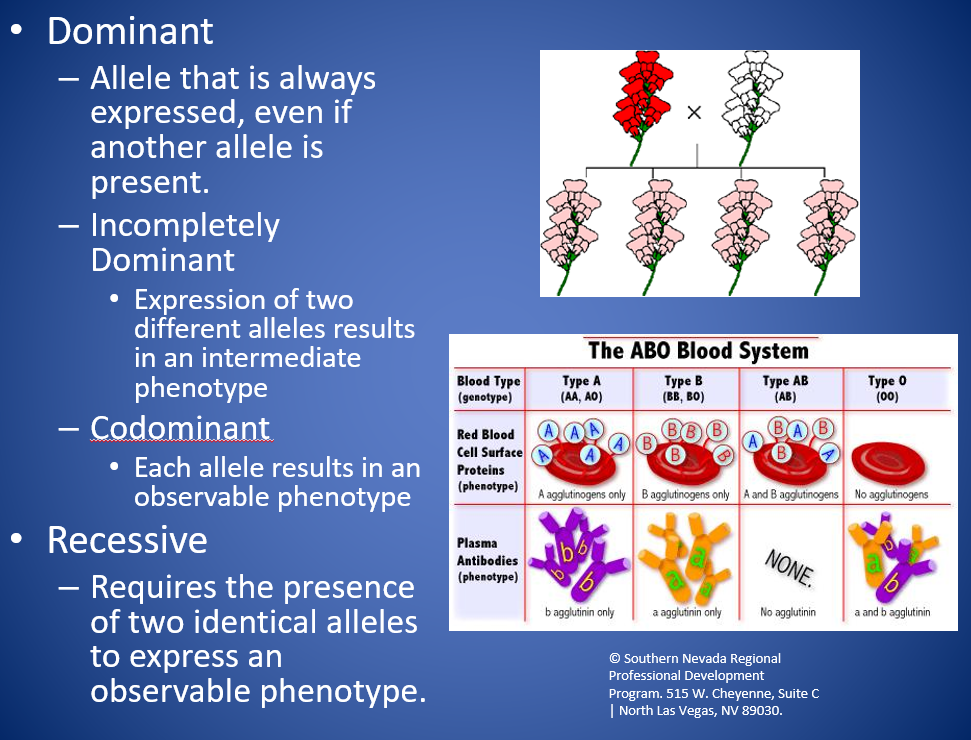 • Dominant
– Allele that is always
expressed, even if
another allele is
present.
– Incompletely
Dominant
• Expression of two
different alleles results
in an intermediate
phenotype
– Codominant
• Each allele results in an
observable phenotype
• Recessive
– Requires the presence
of two identical alleles
to express an
observable phenotype.
×
The ABO Blood System
Blood Type
(genotype)
Type A
(AA, AO)
Type B
(BB, BO)
Type AB
(AB)
Type O
(OO)
Red Blood
Cell Surface
Proteins
(phenotype)
A A A A A A
A agglutinogens only
B B B B B B
B agglutinogens only
A B A B B A
A and B agglutinogens
No agglutinogens
Plasma
Antibodies
(phenotype)
b b b b
b agglutinin only
a a a a
a agglutinin only
NONE.
No agglutinin
b a a b
a and b agglutinin
© Southern Nevada Regional
Professional Development
Program. 515 W. Cheyenne, Suite C
| North Las Vegas, NV 89030.